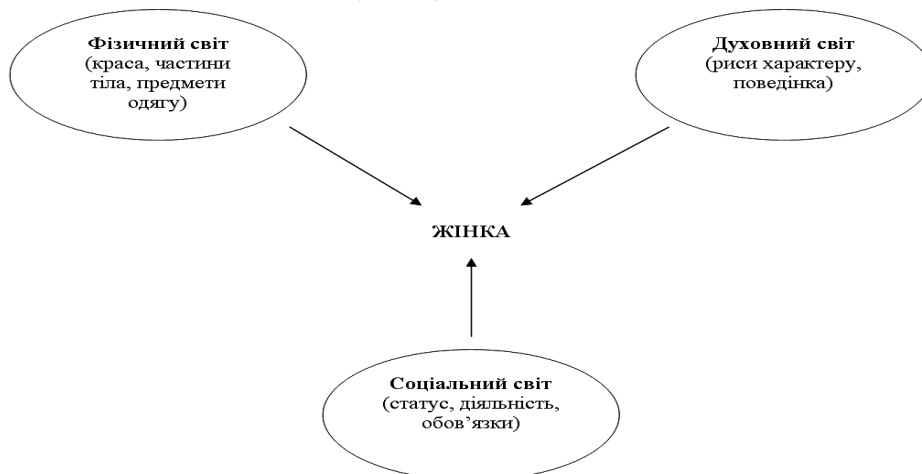 Фізичний світ
(краса, частини
тіла, предмети
одягу)
Духовний світ
(риси характеру,
поведінка)
ЖІНКА
Соціальний світ
(статус, діяльність,
обов’язки)